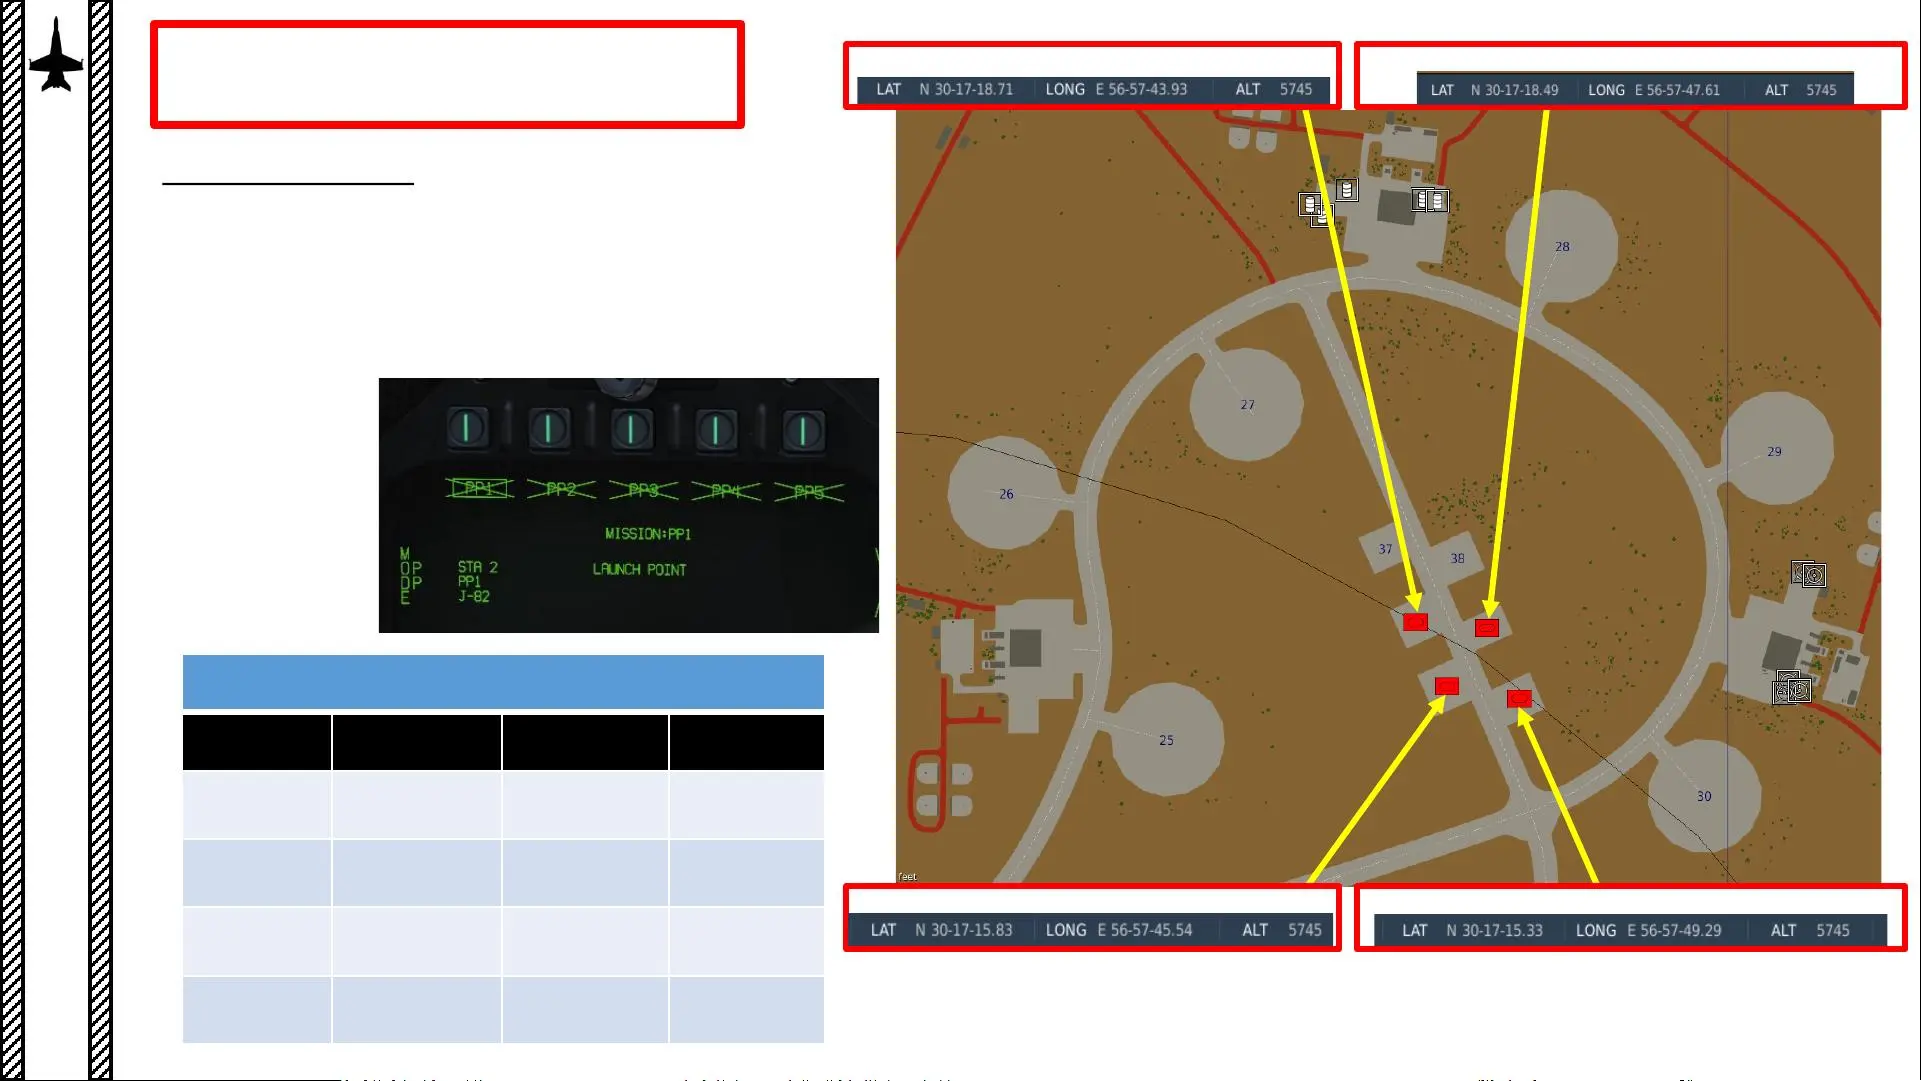 LAT N 30-17-18.71 LONG E 56-57-43.93 ALT 5745
LAT N 30-17-18.49 LONG E 56-57-47.61 ALT 5745
28
27
29
26
37
38
25
30
feet
PP1 PP2 PP3 PP4 PP5
MISSION:PP1
LAUNCH POINT
MODE
OP STA 2
DP PP1
J-82
LAT N 30-17-15.83 LONG E 56-57-45.54 ALT 5745
LAT N 30-17-15.33 LONG E 56-57-49.29 ALT 5745